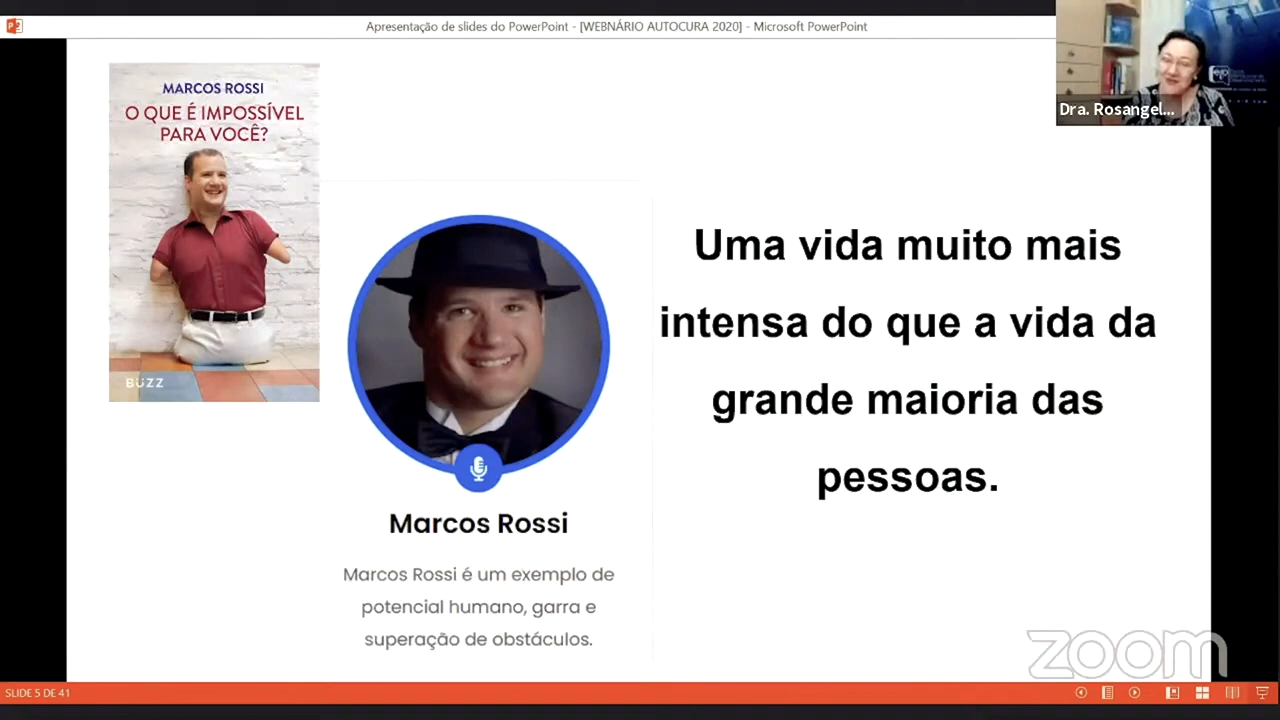 Apresentação de slides do PowerPoint - [WEBNÁRIO AUTOCURA 2020] - Microsoft PowerPoint
Dra. Rosangel...
MARCOS ROSSI
O QUE É IMPOSSÍVEL
PARA VOCÊ?
BUZZ
Uma vida muito mais
intensa do que a vida da
grande maioria das
pessoas.
Marcos Rossi
Marcos Rossi é um exemplo de
potencial humano, garra e
superação de obstáculos.
zoom
SLIDE 5 DE 41